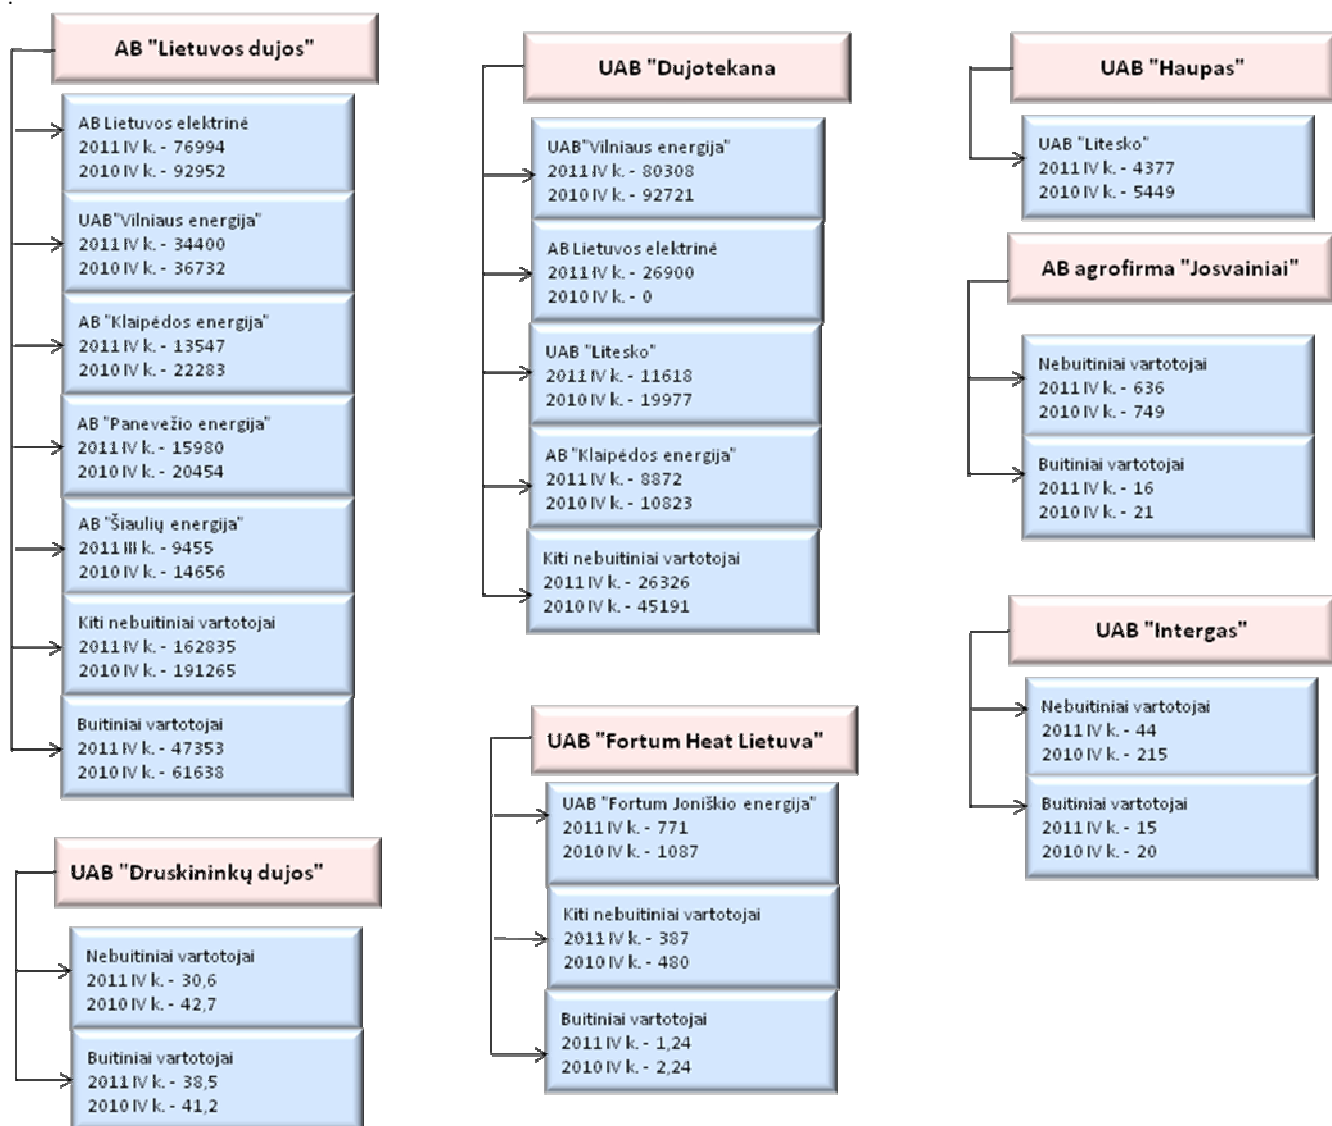 AB "Lietuvos dujos"
AB Lietuvos elektrinė
2011 IV k. - 76994
2010 IV k. - 92952
UAB"Vilniaus energija"
2011 IV k. - 34400
2010 IV k. - 36732
AB "Klaipėdos energija"
2011 IV k. - 13547
2010 IV k. - 22283
AB "Panevežio energija"
2011 IV k. - 15980
2010 IV k. - 20454
AB "Šiaulių energija"
2011 III k. - 9455
2010 IV k. - 14656
Kiti nebuitiniai vartotojai
2011 IV k. - 162835
2010 IV k. - 191265
Buitiniai vartotojai
2011 IV k. - 47353
2010 IV k. - 61638
UAB "Druskininkų dujos"
Nebuitiniai vartotojai
2011 IV k. - 30,6
2010 IV k. - 42,7
Buitiniai vartotojai
2011 IV k. - 38,5
2010 IV k. - 41,2
UAB "Dujotekana
UAB"Vilniaus energija"
2011 IV k. - 80308
2010 IV k. - 92721
AB Lietuvos elektrinė
2011 IV k. - 26900
2010 IV k. - 0
UAB "Litesko"
2011 IV k. - 11618
2010 IV k. - 19977
AB "Klaipėdos energija"
2011 IV k. - 8872
2010 IV k. - 10823
Kiti nebuitiniai vartotojai
2011 IV k. - 26326
2010 IV k. - 45191
UAB "Fortum Heat Lietuva"
UAB "Fortum Joniškio energija"
2011 IV k. - 771
2010 IV k. - 1087
Kiti nebuitiniai vartotojai
2011 IV k. - 387
2010 IV k. - 480
Buitiniai vartotojai
2011 IV k. - 1,24
2010 IV k. - 2,24
UAB "Haupas"
UAB "Litesko"
2011 IV k. - 4377
2010 IV k. - 5449
AB agrofirma "Josvainiai"
Nebuitiniai vartotojai
2011 IV k. - 636
2010 IV k. - 749
Buitiniai vartotojai
2011 IV k. - 16
2010 IV k. - 21
UAB "Intergas"
Nebuitiniai vartotojai
2011 IV k. - 44
2010 IV k. - 215
Buitiniai vartotojai
2011 IV k. - 15
2010 IV k. - 20